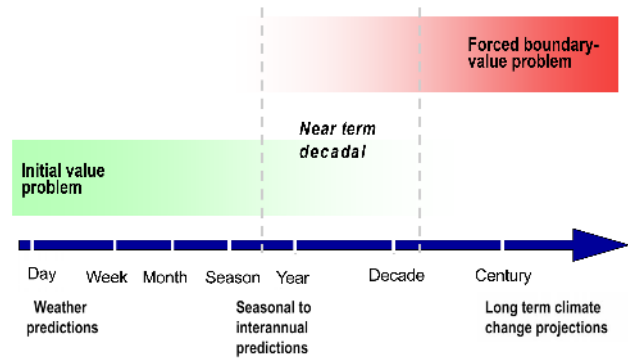 Forced boundary-
value problem
Near term
decadal
Initial value
problem
Day Week Month Season Year Decade Century
Weather
predictions
Seasonal to
interannual
predictions
Long term climate
change projections